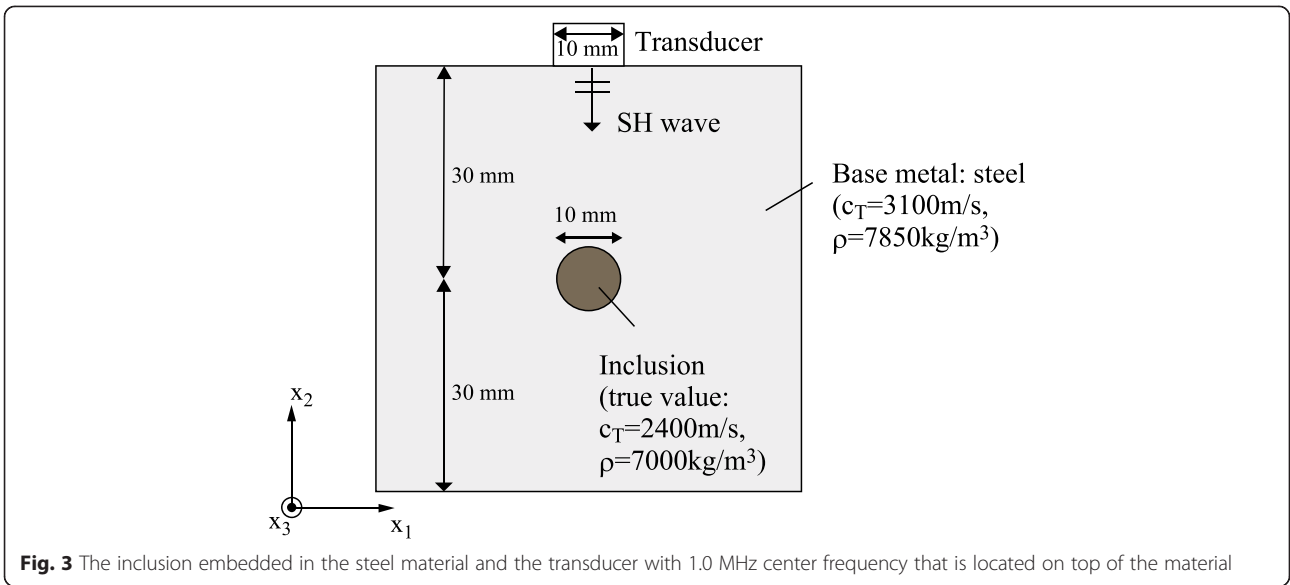 10 mm
Transducer
SH wave
30 mm
Base metal: steel
(c_T=3100m/s,
ρ=7850kg/m³)
10 mm
Inclusion
(true value:
c_T=2400m/s,
ρ=7000kg/m³)
30 mm
x₂
x₃
x₁
Fig. 3 The inclusion embedded in the steel material and the transducer with 1.0 MHz center frequency that is located on top of the material